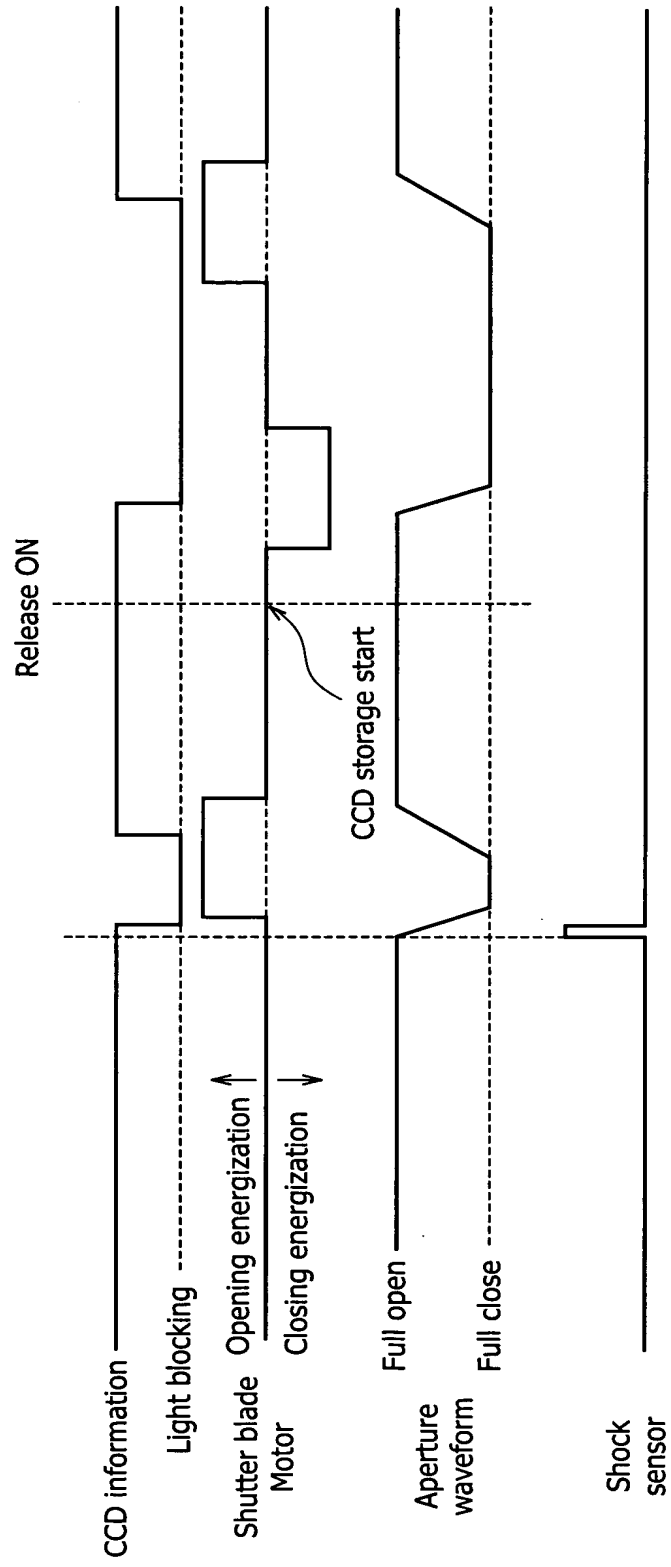 Release ON
CCD information
Light blocking
Shutter blade
Motor
Opening energization
Closing energization
CCD storage start
Aperture
waveform
Full open
Full close
Shock
sensor